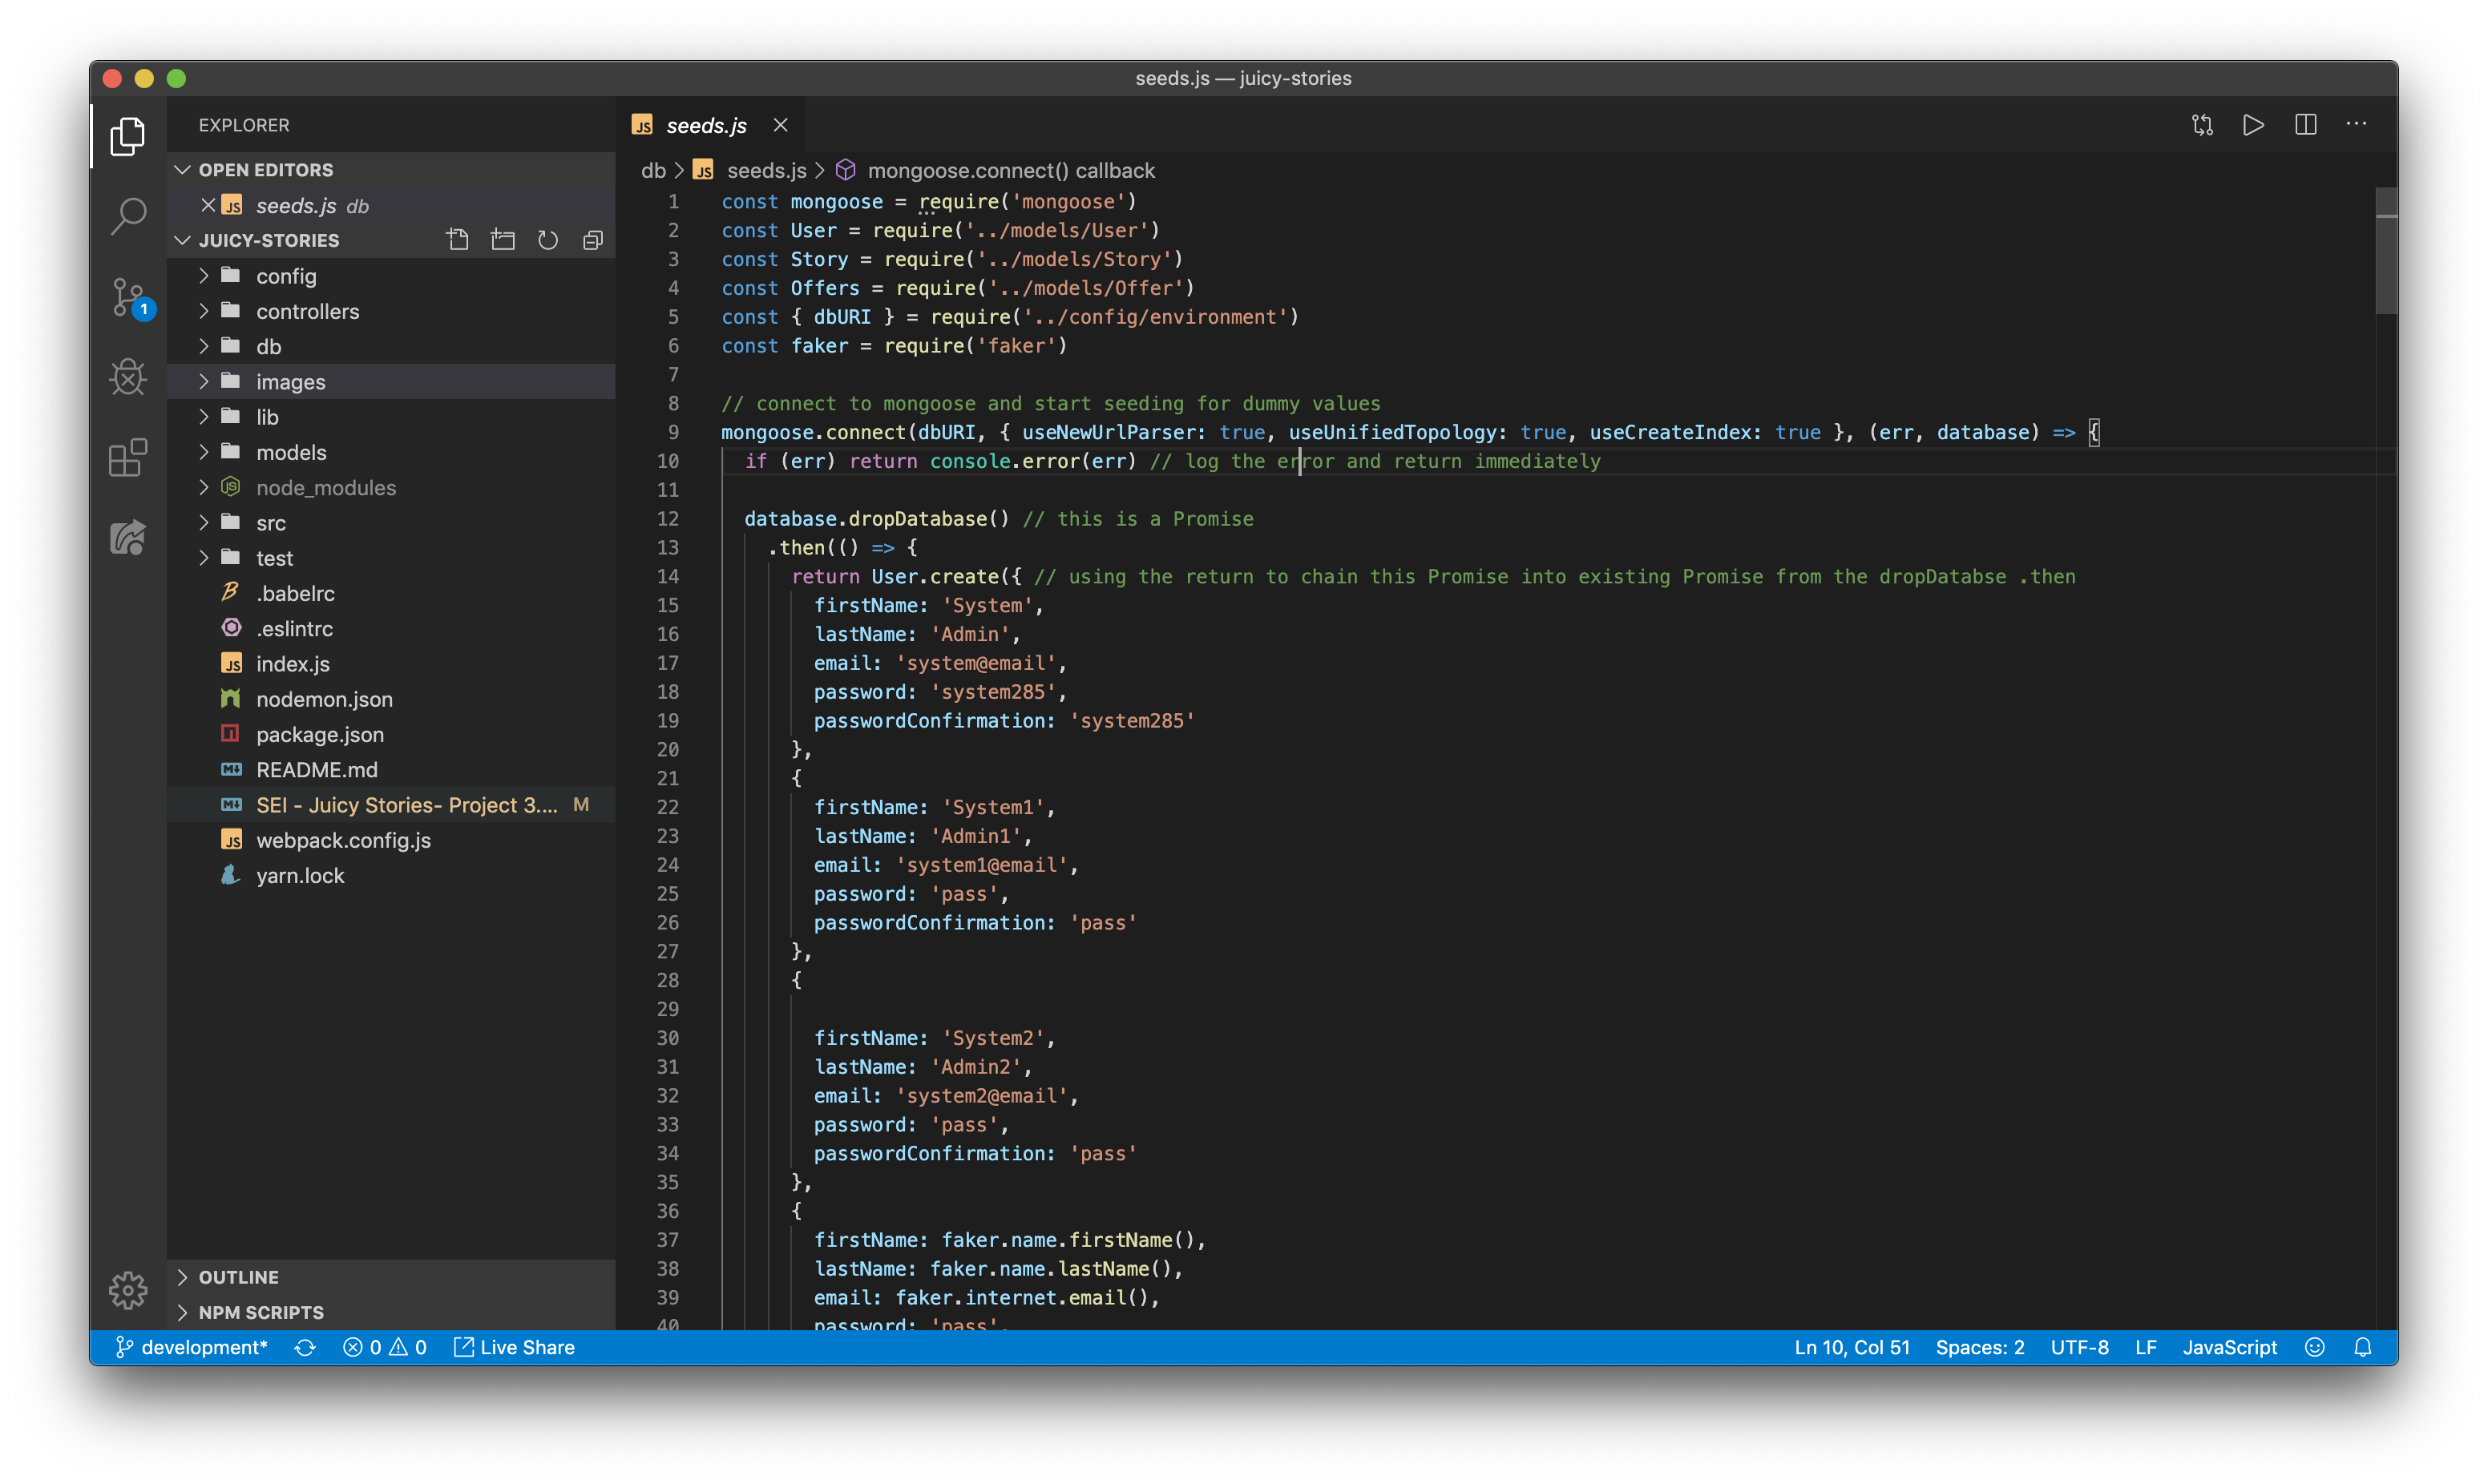 seeds.js — juicy-stories
EXPLORER
OPEN EDITORS
JS seeds.js db
JUICY-STORIES
config
controllers
db
images
lib
models
JS node_modules
src
test
.babelrc
.eslintrc
JS index.js
nodemon.json
package.json
README.md
SEI - Juicy Stories- Project 3.... M
JS webpack.config.js
yarn.lock
OUTLINE
NPM SCRIPTS
1
JS seeds.js
db > JS seeds.js > mongoose.connect() callback
1 const mongoose = require('mongoose')
2 const User = require('../models/User')
3 const Story = require('../models/Story')
4 const Offers = require('../models/Offer')
5 const { dbURI } = require('../config/environment')
6 const faker = require('faker')
7
8 // connect to mongoose and start seeding for dummy values
9 mongoose.connect(dbURI, { useNewUrlParser: true, useUnifiedTopology: true, useCreateIndex: true }, (err, database) => {
10 if (err) return console.error(err) // log the error and return immediately
11
12 database.dropDatabase() // this is a Promise
13 .then(() => {
14 return User.create({ // using the return to chain this Promise into existing Promise from the dropDatabse .then
15 firstName: 'System',
16 lastName: 'Admin',
17 email: 'system@email',
18 password: 'system285',
19 passwordConfirmation: 'system285'
20 },
21 {
22 firstName: 'System1',
23 lastName: 'Admin1',
24 email: 'system1@email',
25 password: 'pass',
26 passwordConfirmation: 'pass'
27 },
28 {
29
30 firstName: 'System2',
31 lastName: 'Admin2',
32 email: 'system2@email',
33 password: 'pass',
34 passwordConfirmation: 'pass'
35 },
36 {
37 firstName: faker.name.firstName(),
38 lastName: faker.name.lastName(),
39 email: faker.internet.email(),
40 password: 'pass',
development* 0 0 Live Share Ln 10, Col 51 Spaces: 2 UTF-8 LF JavaScript